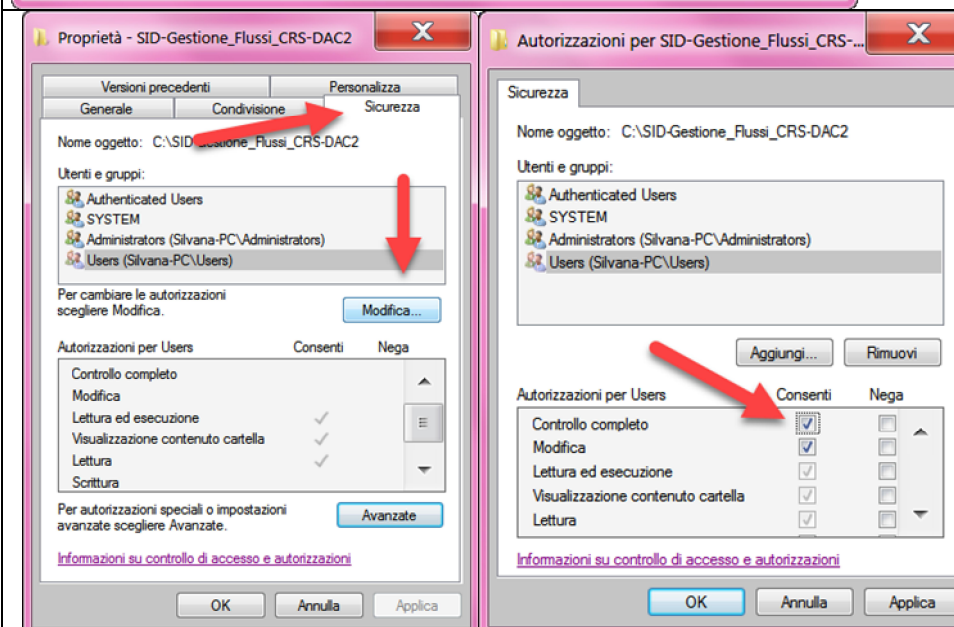 Proprietà - SID-Gestione_Flussi_CRS-DAC2
Versioni precedenti
Personalizza
Generale
Condivisione
Sicurezza
Nome oggetto: C:\SID-Gestione_Flussi_CRS-DAC2
Utenti e gruppi:
Authenticated Users
SYSTEM
Administrators (Silvana-PC\Administrators)
Users (Silvana-PC\Users)
Per cambiare le autorizzazioni
scegliere Modifica.
Modifica...
Autorizzazioni per Users Consenti Nega
Controllo completo
Modifica
Lettura ed esecuzione
Visualizzazione contenuto cartella
Lettura
Scrittura
Per autorizzazioni speciali o impostazioni
avanzate scegliere Avanzate.
Avanzate
Informazioni su controllo di accesso e autorizzazioni
OK Annulla Applica
Autorizzazioni per SID-Gestione_Flussi_CRS-...
Sicurezza
Nome oggetto: C:\SID-Gestione_Flussi_CRS-DAC2
Utenti e gruppi:
Authenticated Users
SYSTEM
Administrators (Silvana-PC\Administrators)
Users (Silvana-PC\Users)
Aggiungi... Rimuovi
Autorizzazioni per Users Consenti Nega
Controllo completo
Modifica
Lettura ed esecuzione
Visualizzazione contenuto cartella
Lettura
Informazioni su controllo di accesso e autorizzazioni
OK Annulla Applica